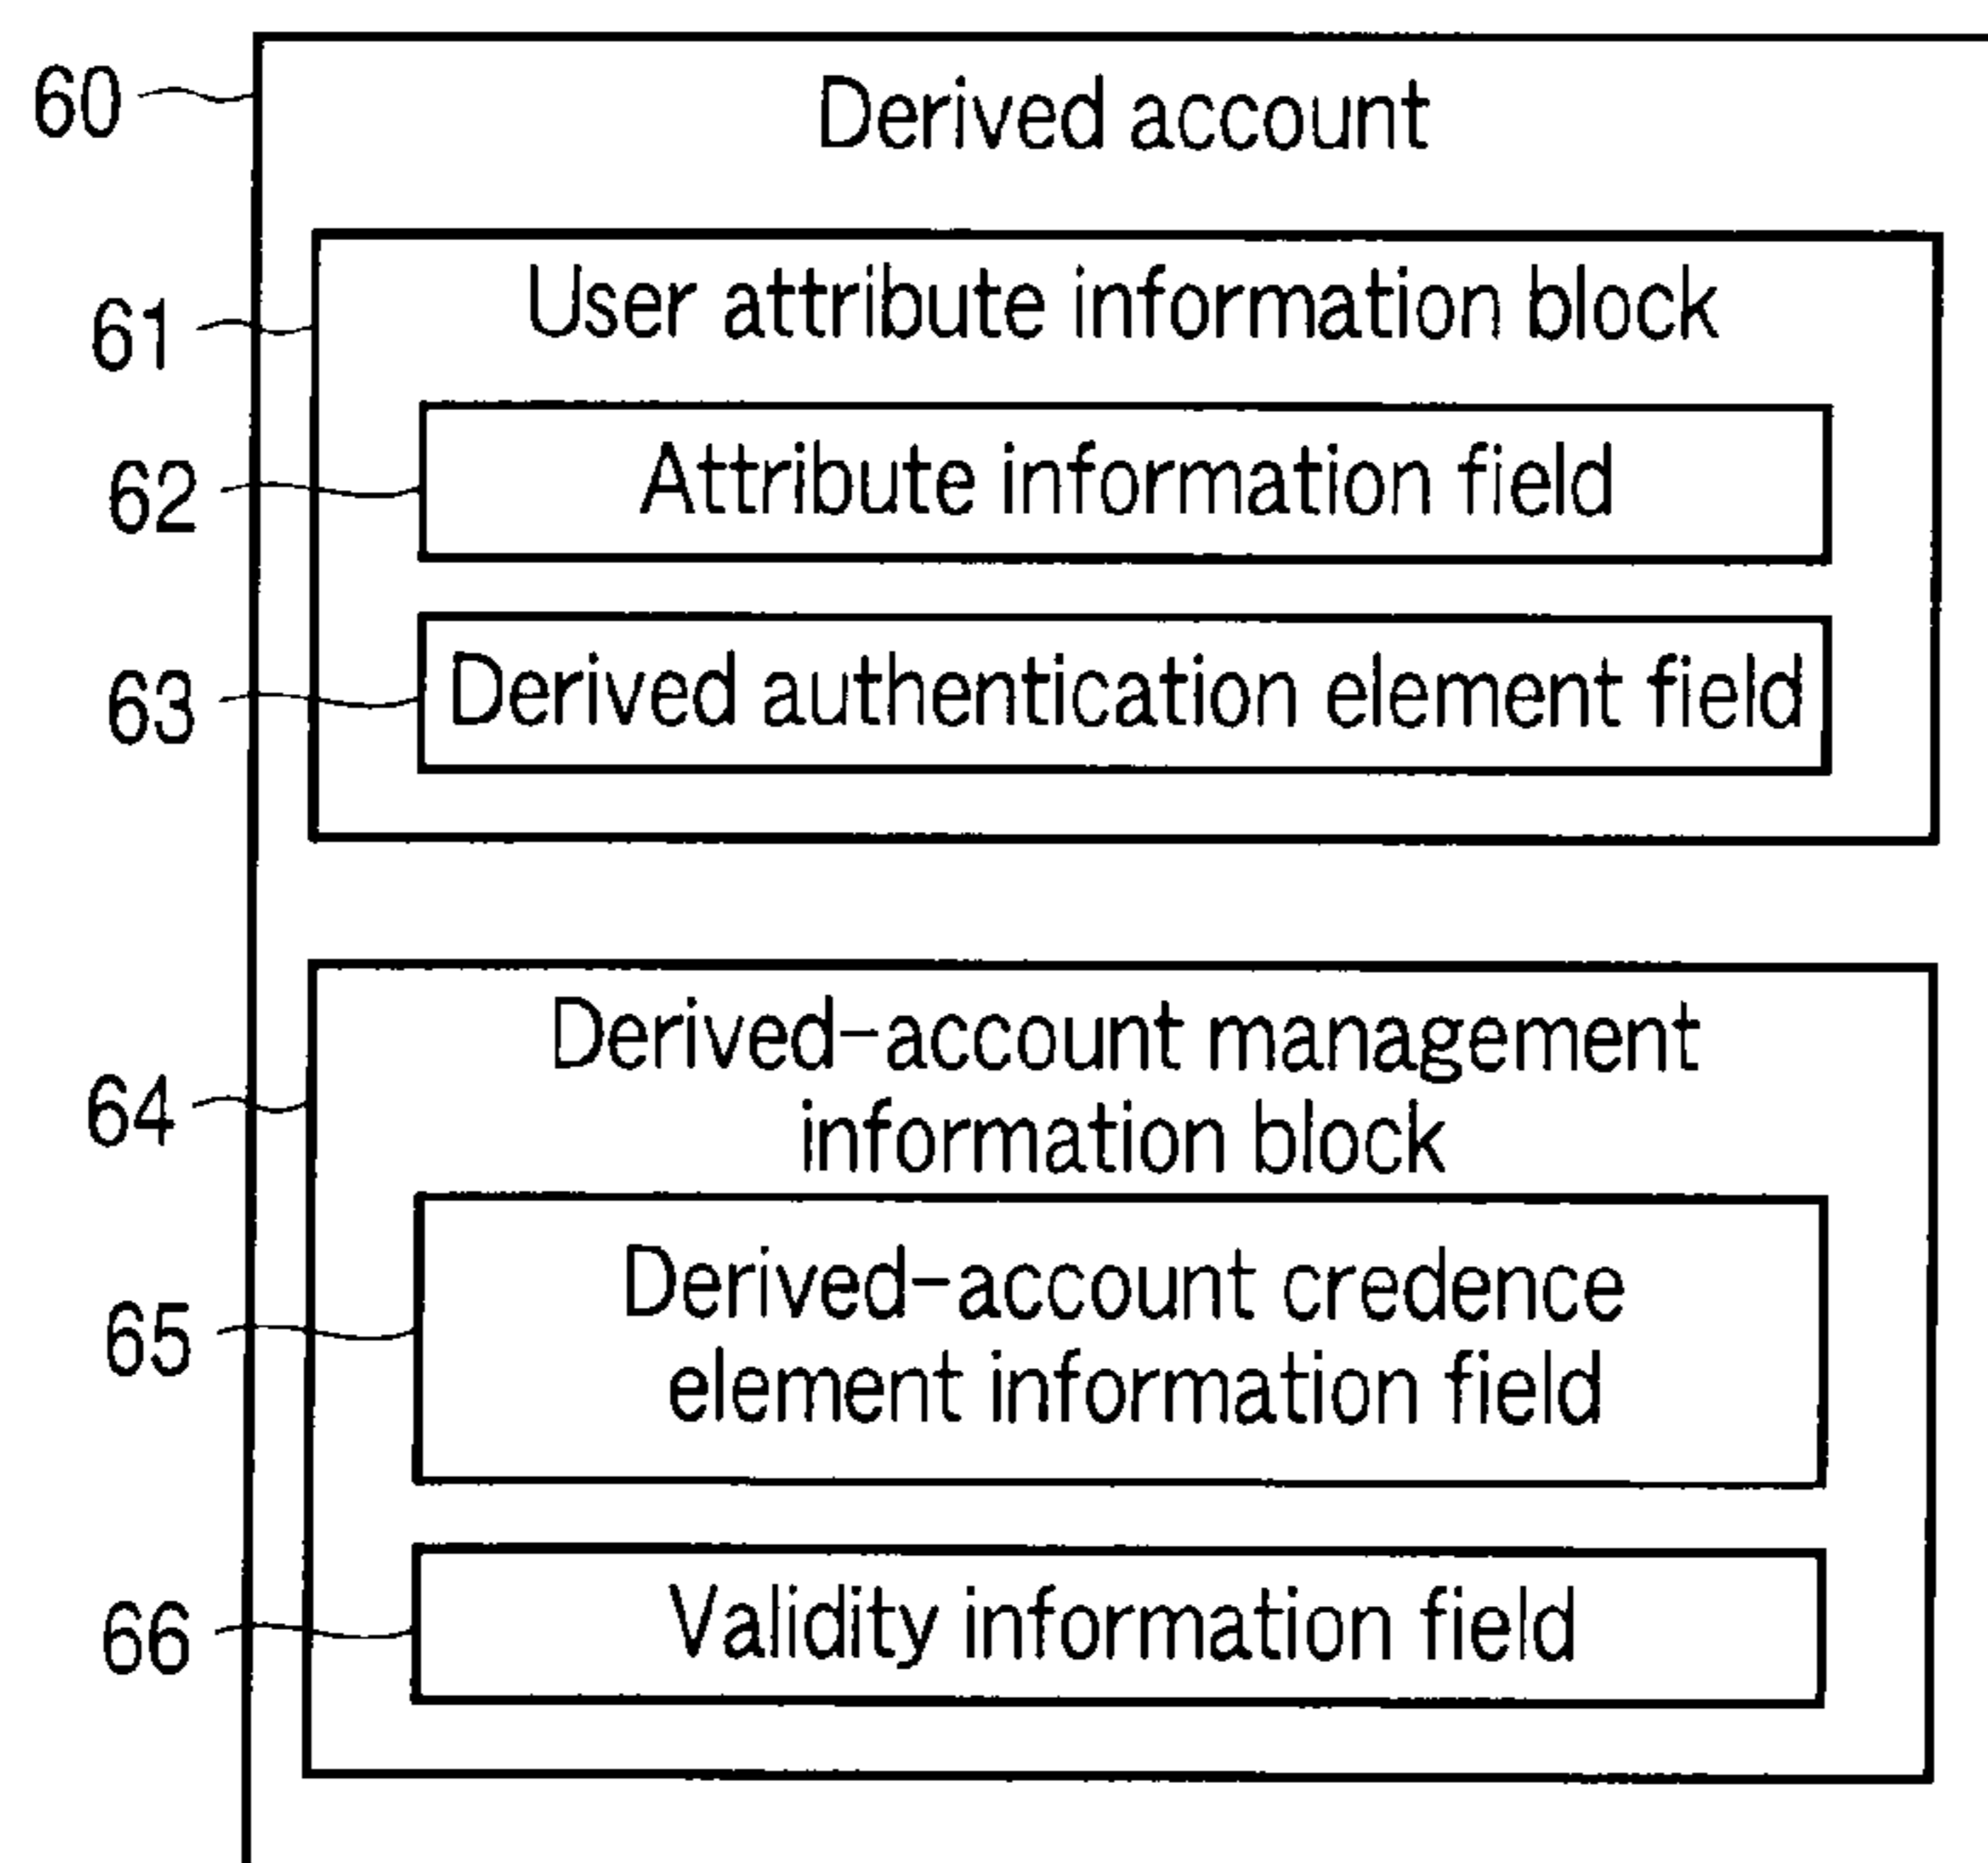 60
Derived account
61
User attribute information block
62
Attribute information field
63
Derived authentication element field
64
Derived-account management
information block
65
Derived-account credence
element information field
66
Validity information field